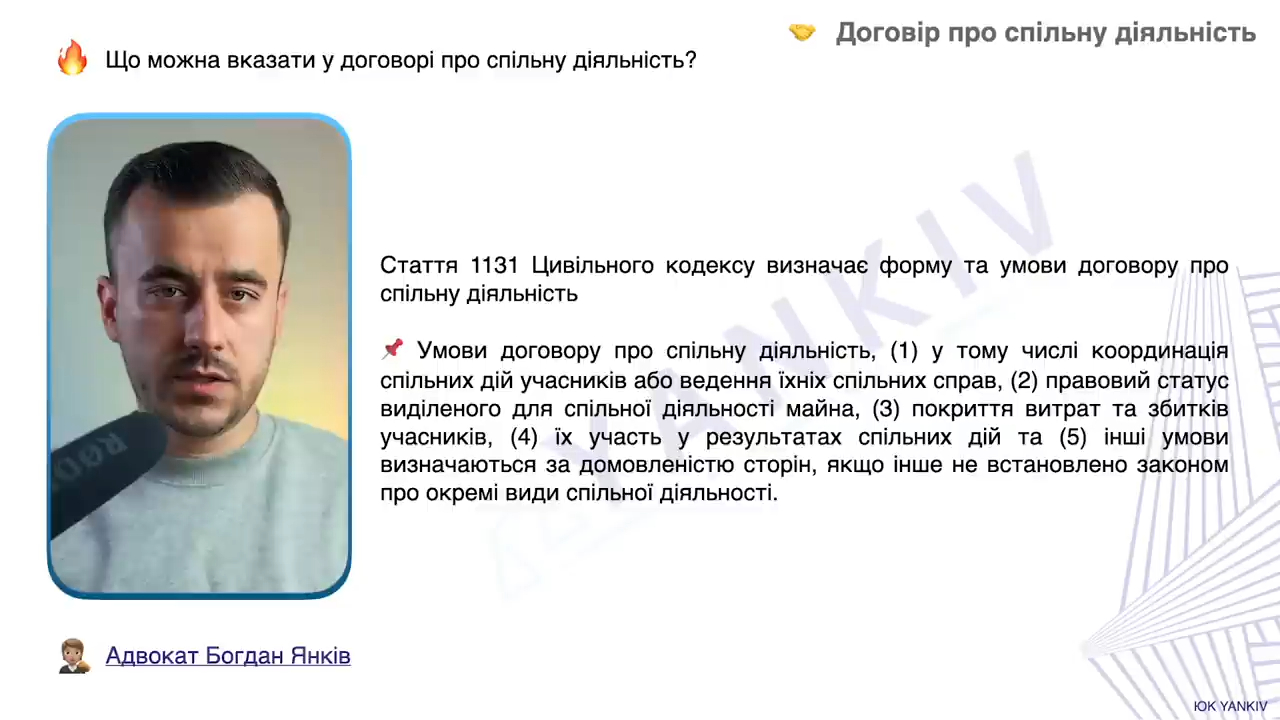 🤝 Договір про спільну діяльність
🔥 Що можна вказати у договорі про спільну діяльність?
Стаття 1131 Цивільного кодексу визначає форму та умови договору про
спільну діяльність
📌 Умови договору про спільну діяльність, (1) у тому числі координація
спільних дій учасників або ведення їхніх спільних справ, (2) правовий статус
виділеного для спільної діяльності майна, (3) покриття витрат та збитків
учасників, (4) їх участь у результатах спільних дій та (5) інші умови
визначаються за домовленістю сторін, якщо інше не встановлено законом
про окремі види спільної діяльності.
YANKIV
RØDE
Адвокат Богдан Янків
ЮК YANKIV